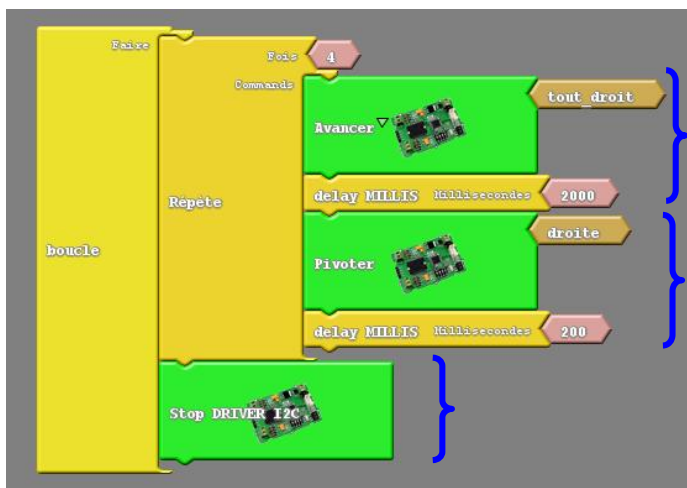 Faire
Fois 4
Commands
Avancer tout_droit
delay MILLIS Millisecondes 2000
Répète
Pivoter droite
boucle
delay MILLIS Millisecondes 200
Stop DRIVER I2C